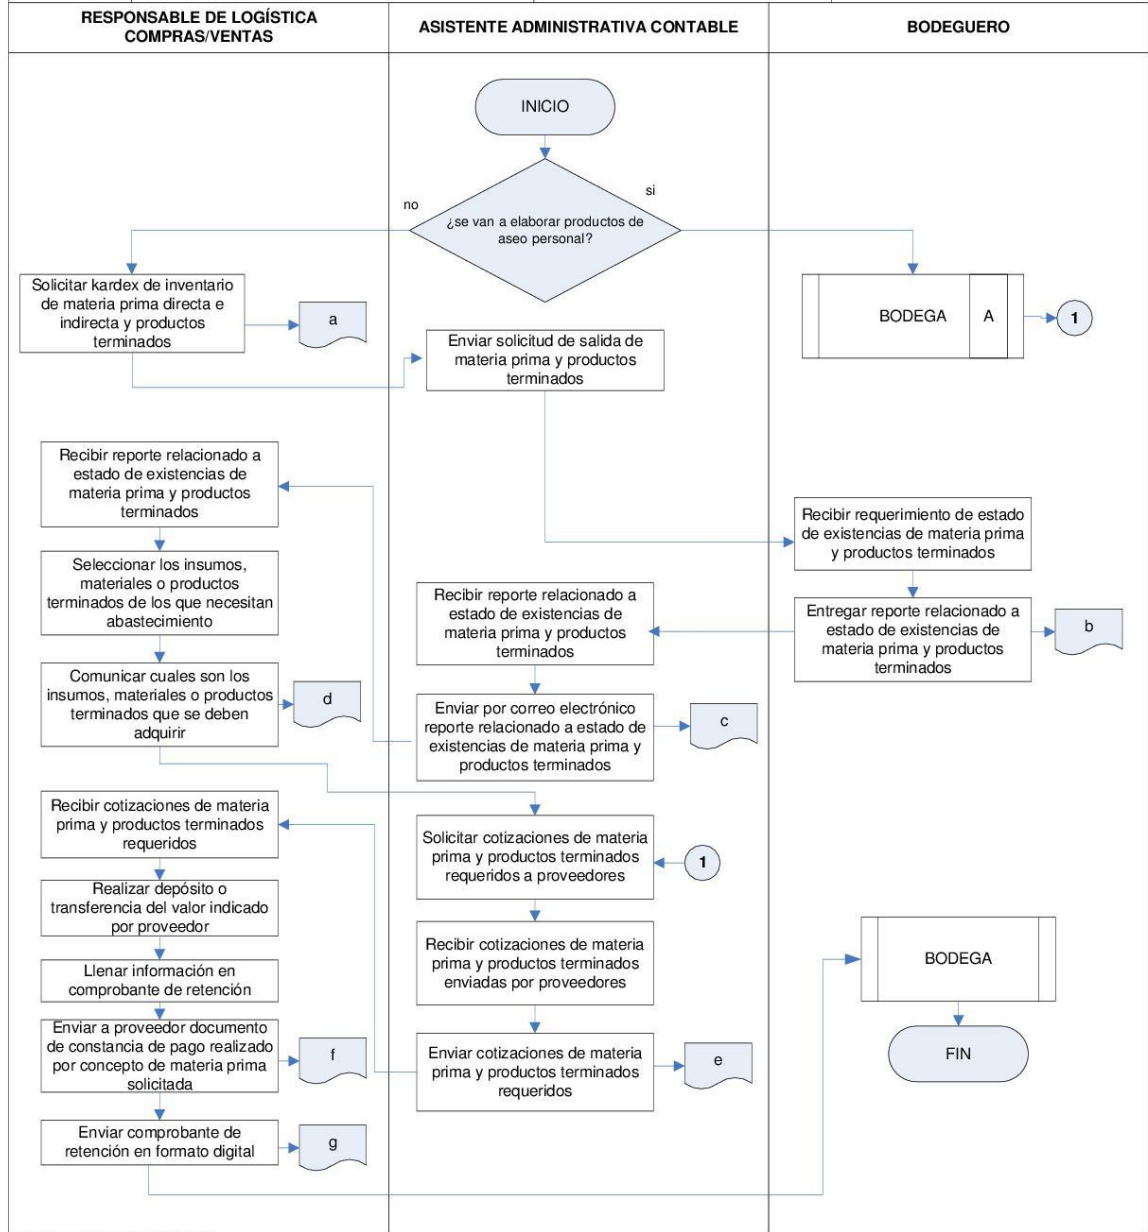 RESPONSABLE DE LOGÍSTICA
COMPRAS/VENTAS
ASISTENTE ADMINISTRATIVA CONTABLE
BODEGUERO
INICIO
¿se van a elaborar productos de
aseo personal?
no
si
Solicitar kardex de inventario
de materia prima directa e
indirecta y productos
terminados
a
Enviar solicitud de salida de
materia prima y productos
terminados
BODEGA
A
1
Recibir reporte relacionado a
estado de existencias de
materia prima y productos
terminados
Recibir requerimiento de estado
de existencias de materia prima
y productos terminados
Seleccionar los insumos,
materiales o productos
terminados de los que necesitan
abastecimiento
Recibir reporte relacionado a
estado de existencias de
materia prima y productos
terminados
Entregar reporte relacionado a
estado de existencias de
materia prima y productos
terminados
b
Comunicar cuales son los
insumos, materiales o productos
terminados que se deben
adquirir
d
Enviar por correo electrónico
reporte relacionado a estado de
existencias de materia prima y
productos terminados
c
Recibir cotizaciones de materia
prima y productos terminados
requeridos
Solicitar cotizaciones de materia
prima y productos terminados
requeridos a proveedores
1
Realizar depósito o
transferencia del valor indicado
por proveedor
Recibir cotizaciones de materia
prima y productos terminados
enviadas por proveedores
BODEGA
Llenar información en
comprobante de retención
Enviar a proveedor documento
de constancia de pago realizado
por concepto de materia prima
solicitada
f
Enviar cotizaciones de materia
prima y productos terminados
requeridos
e
FIN
Enviar comprobante de
retención en formato digital
g